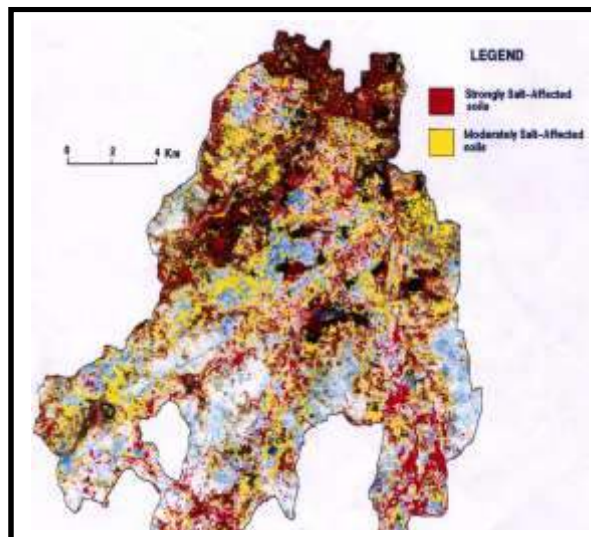 LEGEND
Strongly Salt-Affected
soils
Moderately Salt-Affected
soils
0 2 4 Km